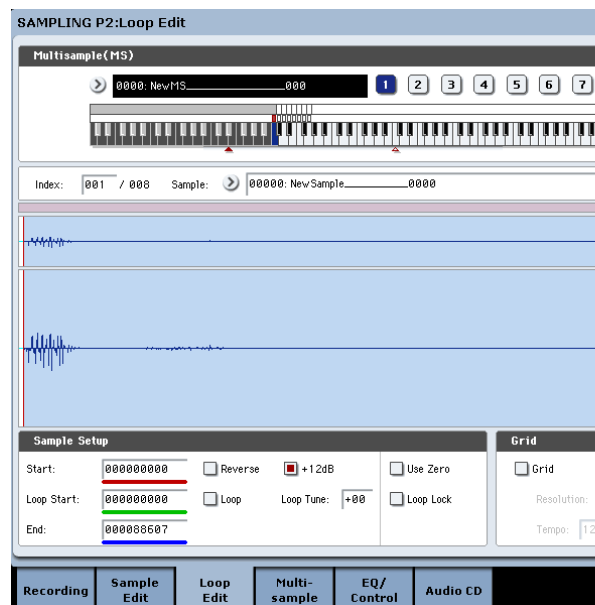 SAMPLING P2:Loop Edit
Multisample(MS)
0000: NewMS_______________000 1 2 3 4 5 6 7
Index: 001 / 008 Sample: 00000: NewSample__________0000
Sample Setup Grid
Start: 000000000 Reverse +12dB Use Zero Grid
Loop Start: 000000000 Loop Loop Tune: +00 Loop Lock Resolution:
End: 000088607 Tempo: 12
Recording Sample Edit Loop Edit Multi-sample EQ/Control Audio CD